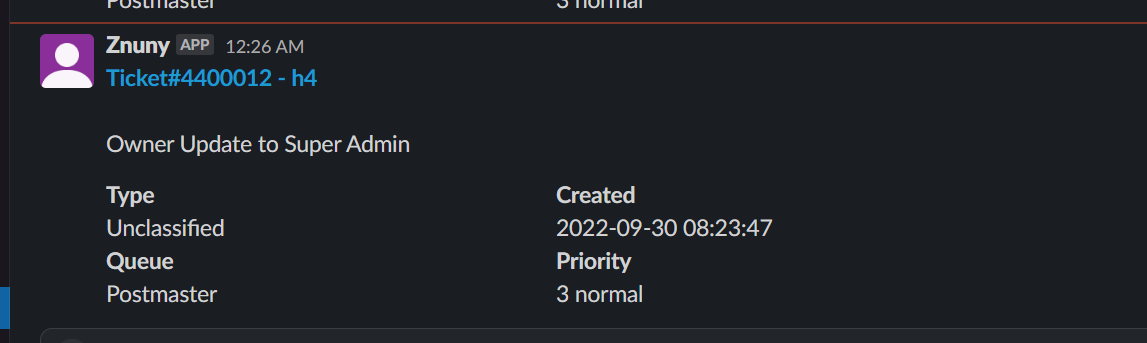 Postmaster 3 normal
Znuny APP 12:26 AM
Ticket#4400012 - h4
Owner Update to Super Admin
Type Created
Unclassified 2022-09-30 08:23:47
Queue Priority
Postmaster 3 normal